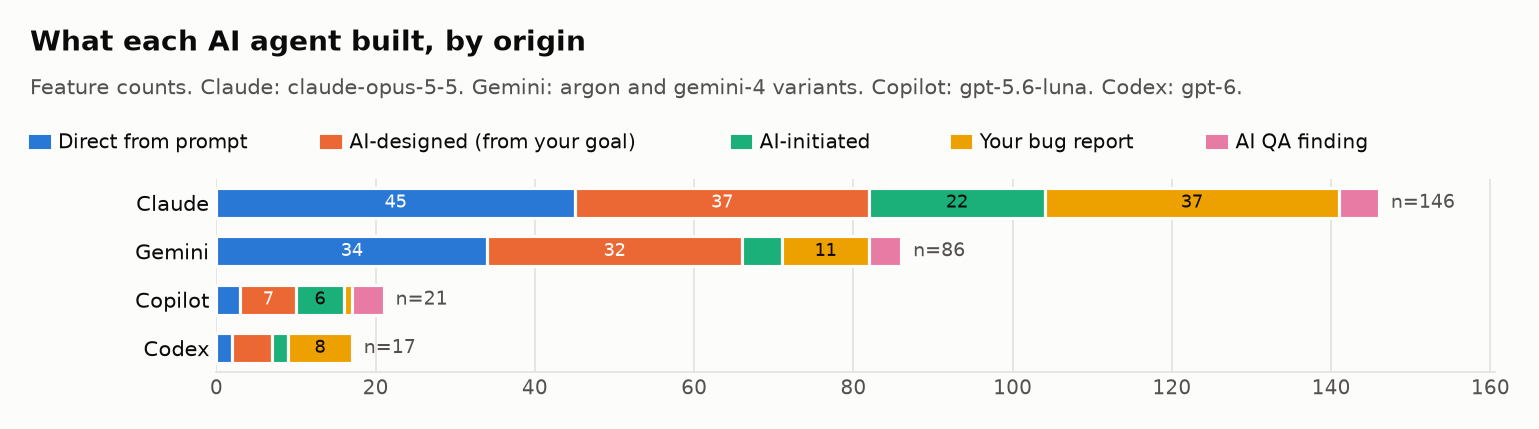 What each AI agent built, by origin
Feature counts. Claude: claude-opus-5-5. Gemini: argon and gemini-4 variants. Copilot: gpt-5.6-luna. Codex: gpt-6.
Direct from prompt AI-designed (from your goal) AI-initiated Your bug report AI QA finding
Claude 45 37 22 37 n=146
Gemini 34 32 11 n=86
Copilot 7 6 n=21
Codex 8 n=17
0 20 40 60 80 100 120 140 160